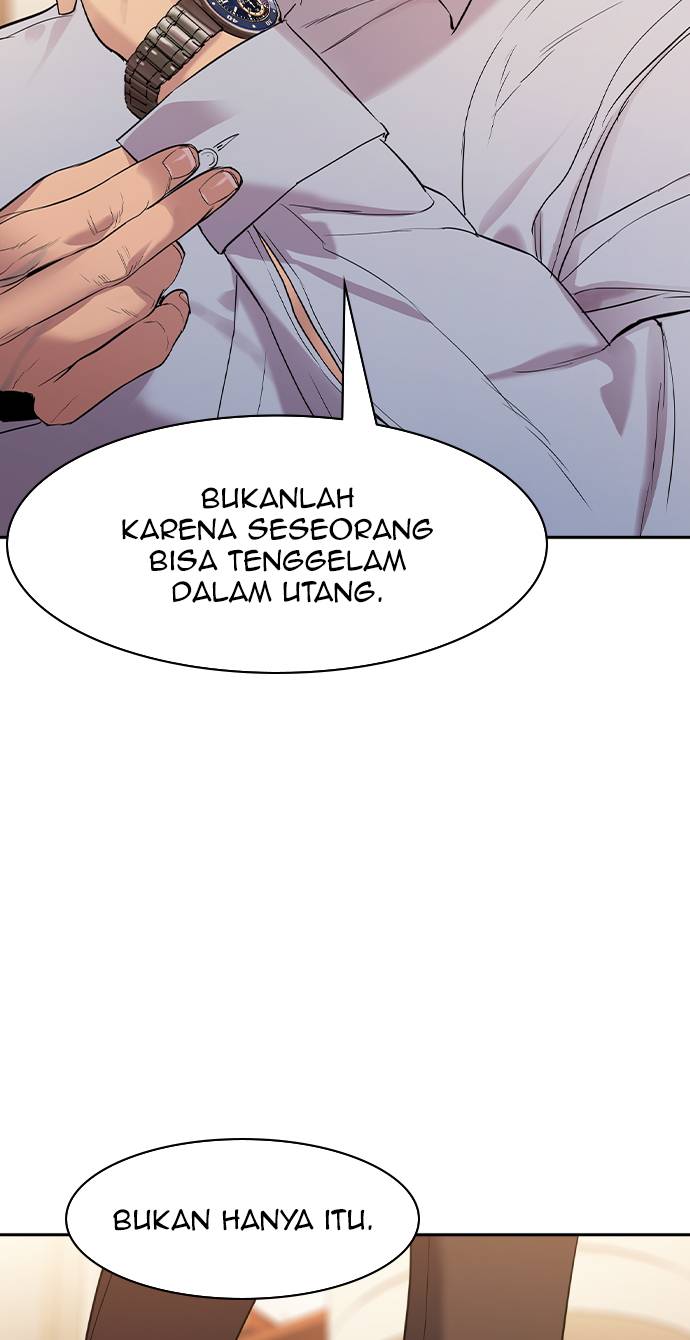 BUKANLAH
KARENA SESEORANG
BISA TENGGELAM
DALAM UTANG.
BUKAN HANYA ITU.